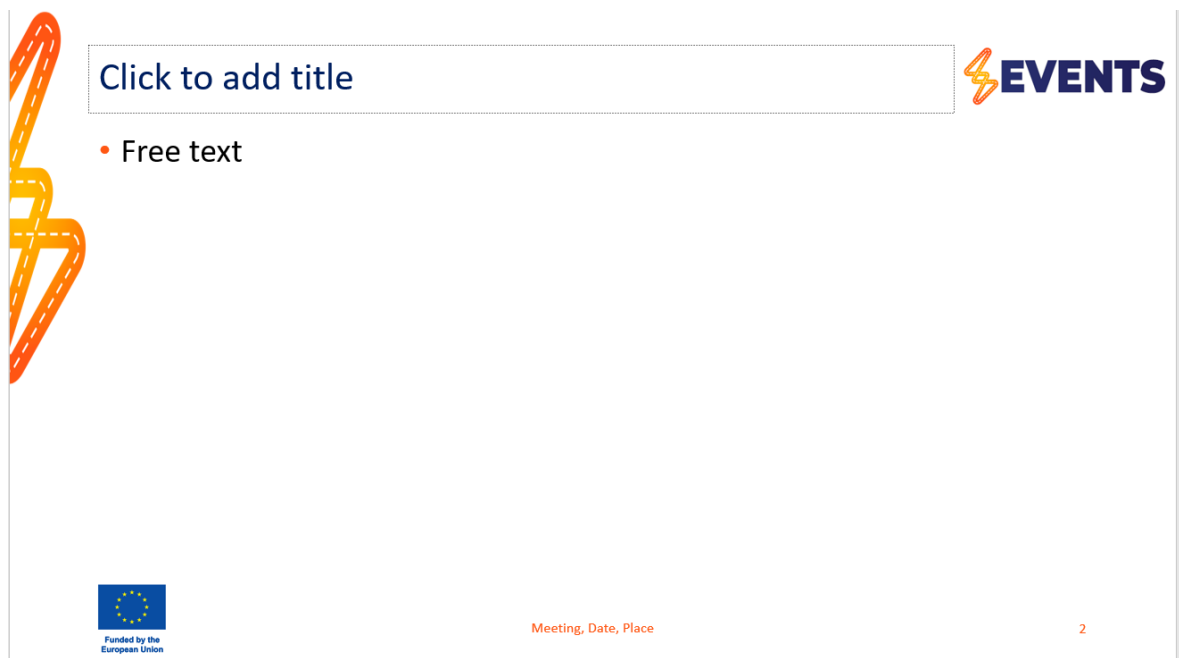 Click to add title
EVENTS
• Free text
Funded by the
European Union
Meeting, Date, Place
2